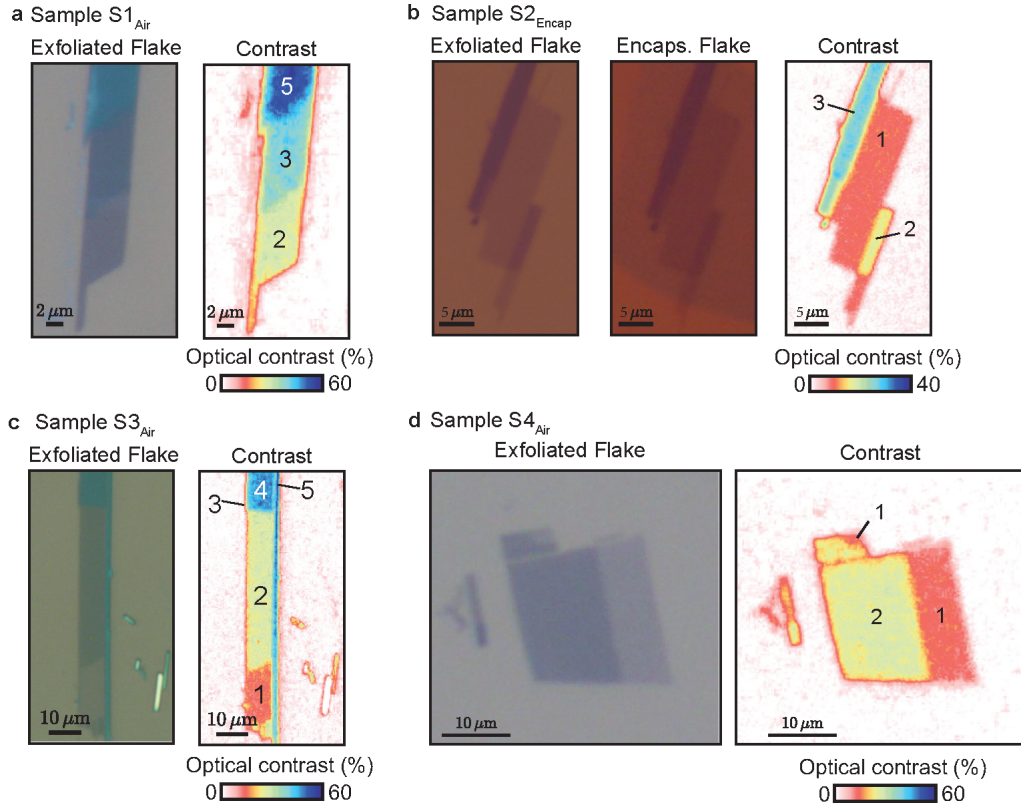 a Sample S1Air
Exfoliated Flake
Contrast
5
3
2
2 μm
2 μm
Optical contrast (%)
0 60
b Sample S2Encap
Exfoliated Flake
Encaps. Flake
Contrast
3
1
2
5 μm
5 μm
5 μm
Optical contrast (%)
0 40
c Sample S3Air
Exfoliated Flake
Contrast
3 4 5
2
1
10 μm
10 μm
Optical contrast (%)
0 60
d Sample S4Air
Exfoliated Flake
Contrast
1
2 1
10 μm
10 μm
Optical contrast (%)
0 60